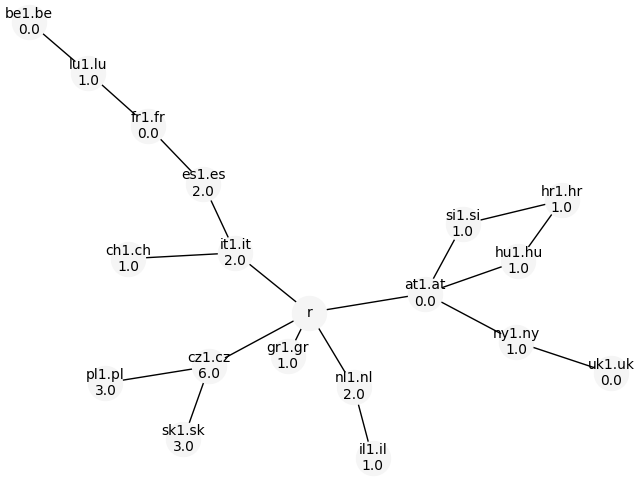 be1.be
0.0
lu1.lu
1.0
fr1.fr
0.0
es1.es
2.0
hr1.hr
1.0
si1.si
1.0
it1.it
2.0
ch1.ch
1.0
hu1.hu
1.0
at1.at
0.0
r
ny1.ny
1.0
gr1.gr
1.0
cz1.cz
6.0
uk1.uk
0.0
pl1.pl
3.0
nl1.nl
2.0
sk1.sk
3.0
il1.il
1.0